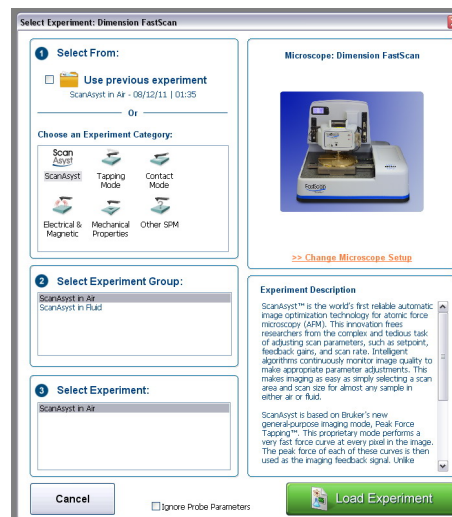 Select Experiment: Dimension FastScan
1 Select From:
Use previous experiment
ScanAsyst in Air - 08/12/11 | 01:35
Or
Choose an Experiment Category:
Scan
Asyst
ScanAsyst
Tapping
Mode
Contact
Mode
Electrical &
Magnetic
Mechanical
Properties
Other SPM
2 Select Experiment Group:
ScanAsyst in Air
ScanAsyst in Fluid
3 Select Experiment:
ScanAsyst in Air
Cancel
Ignore Probe Parameters
Microscope: Dimension FastScan
FastScan
>> Change Microscope Setup
Experiment Description
ScanAsyst™ is the world's first reliable automatic
image optimization technology for atomic force
microscopy (AFM). This innovation frees
researchers from the complex and tedious task
of adjusting scan parameters, such as setpoint,
feedback gains, and scan rate. Intelligent
algorithms continuously monitor image quality to
make appropriate parameter adjustments. This
makes imaging as easy as simply selecting a scan
area and scan size for almost any sample in
either air or fluid.
ScanAsyst is based on Bruker's new
general-purpose imaging mode, Peak Force
Tapping™. This proprietary mode performs a
very fast force curve at every pixel in the image.
The peak force of each of these curves is then
used as the imaging feedback signal. Unlike
Load Experiment